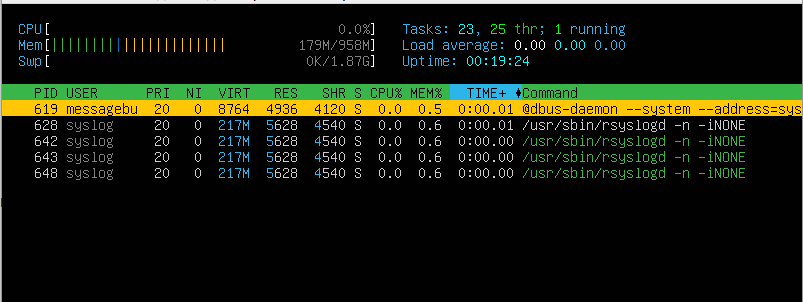 CPU[ 0.0%] Tasks: 23, 25 thr; 1 running
Mem[||||||||||||||||||||||||| 179M/958M] Load average: 0.00 0.00 0.00
Swp[ 0K/1.87G] Uptime: 00:19:24
PID USER PRI NI VIRT RES SHR S CPU% MEM% TIME+ Command
619 messagebu 20 0 8764 4936 4120 S 0.0 0.5 0:00.01 @dbus-daemon --system --address=sys
628 syslog 20 0 217M 5628 4540 S 0.0 0.6 0:00.01 /usr/sbin/rsyslogd -n -iNONE
642 syslog 20 0 217M 5628 4540 S 0.0 0.6 0:00.00 /usr/sbin/rsyslogd -n -iNONE
643 syslog 20 0 217M 5628 4540 S 0.0 0.6 0:00.00 /usr/sbin/rsyslogd -n -iNONE
648 syslog 20 0 217M 5628 4540 S 0.0 0.6 0:00.00 /usr/sbin/rsyslogd -n -iNONE